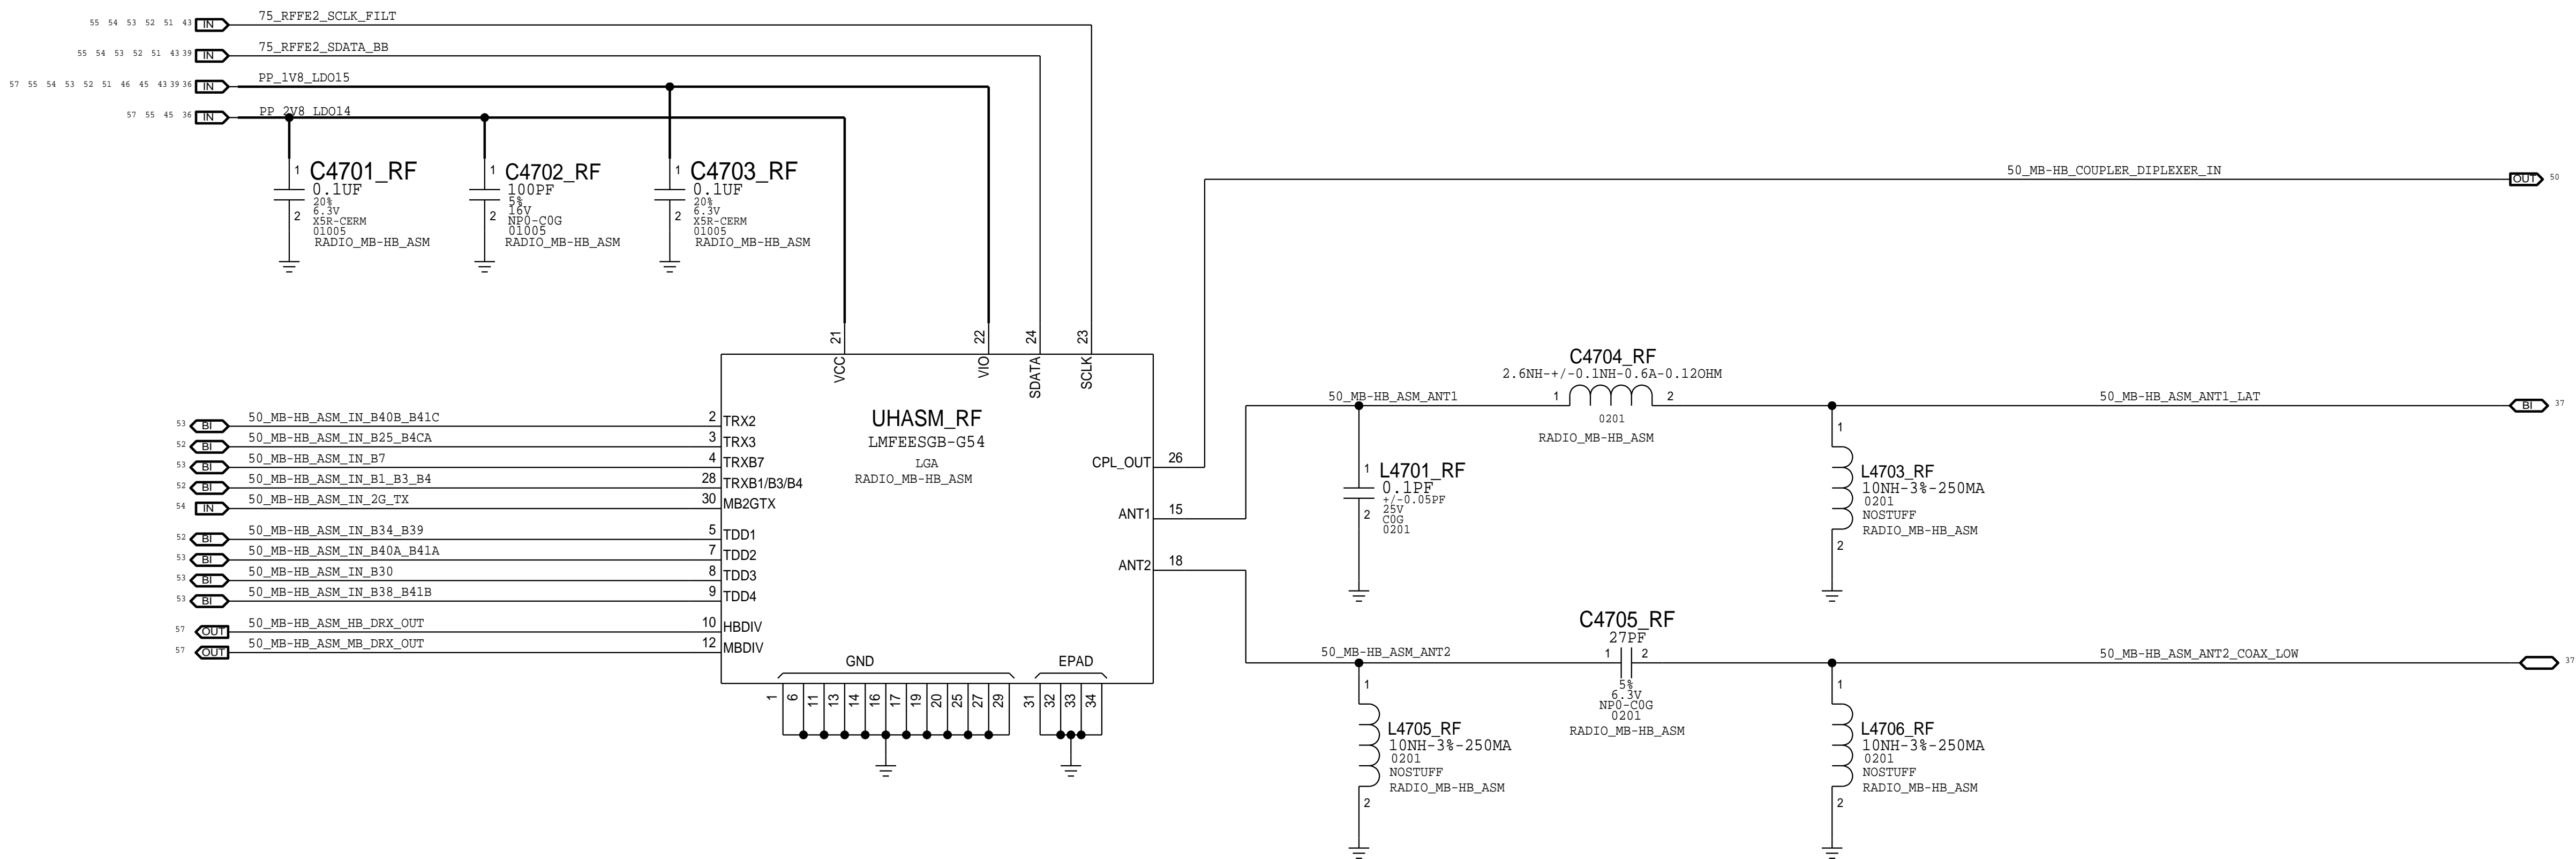 55 54 53 52 51 43 IN 75_RFFE2_SCLK_FILT
55 54 53 52 51 43 39 IN 75_RFFE2_SDATA_BB
57 55 54 53 52 51 46 45 43 39 36 IN PP_1V8_LDO15
57 55 45 36 IN PP_2V8_LDO14
1 C4701_RF
0.1UF
20%
6.3V
2
X5R-CERM
01005
RADIO_MB-HB_ASM
1 C4702_RF
100PF
5%
16V
2
NP0-C0G
01005
RADIO_MB-HB_ASM
1 C4703_RF
0.1UF
20%
6.3V
2
X5R-CERM
01005
RADIO_MB-HB_ASM
50_MB-HB_COUPLER_DIPLEXER_IN OUT 50
21 22 24 23
VCC VIO SDATA SCLK
UHASM_RF
LMFEESGB-G54
LGA
RADIO_MB-HB_ASM
53 BI 50_MB-HB_ASM_IN_B40B_B41C 2 TRX2
52 BI 50_MB-HB_ASM_IN_B25_B4CA 3 TRX3
53 BI 50_MB-HB_ASM_IN_B7 4 TRXB7
52 BI 50_MB-HB_ASM_IN_B1_B3_B4 28 TRXB1/B3/B4
54 IN 50_MB-HB_ASM_IN_2G_TX 30 MB2GTX
52 BI 50_MB-HB_ASM_IN_B34_B39 5 TDD1
53 BI 50_MB-HB_ASM_IN_B40A_B41A 7 TDD2
53 BI 50_MB-HB_ASM_IN_B30 8 TDD3
53 BI 50_MB-HB_ASM_IN_B38_B41B 9 TDD4
57 OUT 50_MB-HB_ASM_HB_DRX_OUT 10 HBDIV
57 OUT 50_MB-HB_ASM_MB_DRX_OUT 12 MBDIV
CPL_OUT 26
ANT1 15
ANT2 18
GND EPAD
1 6 11 13 14 16 17 19 20 25 27 29 31 32 33 34
C4704_RF
2.6NH-+/-0.1NH-0.6A-0.12OHM
50_MB-HB_ASM_ANT1 1 2 50_MB-HB_ASM_ANT1_LAT BI 37
0201
RADIO_MB-HB_ASM
1 L4701_RF
0.1PF
+/-0.05PF
25V
2
C0G
0201
1
L4703_RF
10NH-3%-250MA
0201
NOSTUFF
RADIO_MB-HB_ASM
2
C4705_RF
27PF
50_MB-HB_ASM_ANT2 1 2 50_MB-HB_ASM_ANT2_COAX_LOW 37
5%
6.3V
NP0-C0G
0201
RADIO_MB-HB_ASM
1
L4705_RF
10NH-3%-250MA
0201
NOSTUFF
RADIO_MB-HB_ASM
2
1
L4706_RF
10NH-3%-250MA
0201
NOSTUFF
RADIO_MB-HB_ASM
2